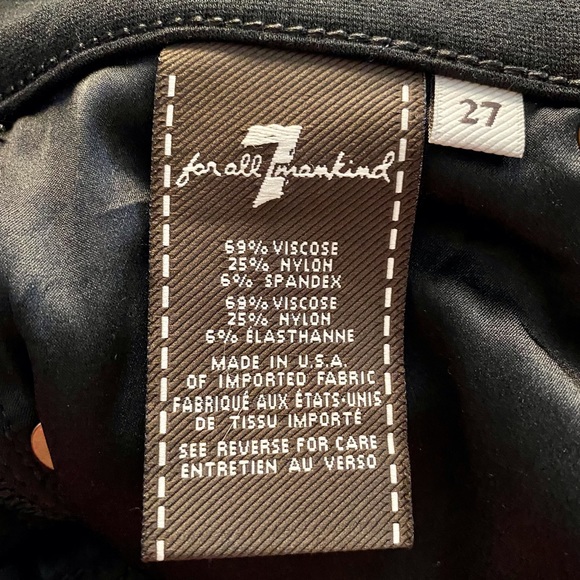 27
7
for all mankind
69% VISCOSE
25% NYLON
6% SPANDEX
69% VISCOSE
25% NYLON
6% ÉLASTHANNE
MADE IN U.S.A.
OF IMPORTED FABRIC
FABRIQUÉ AUX ÉTATS-UNIS
DE TISSU IMPORTÉ
SEE REVERSE FOR CARE
ENTRETIEN AU VERSO